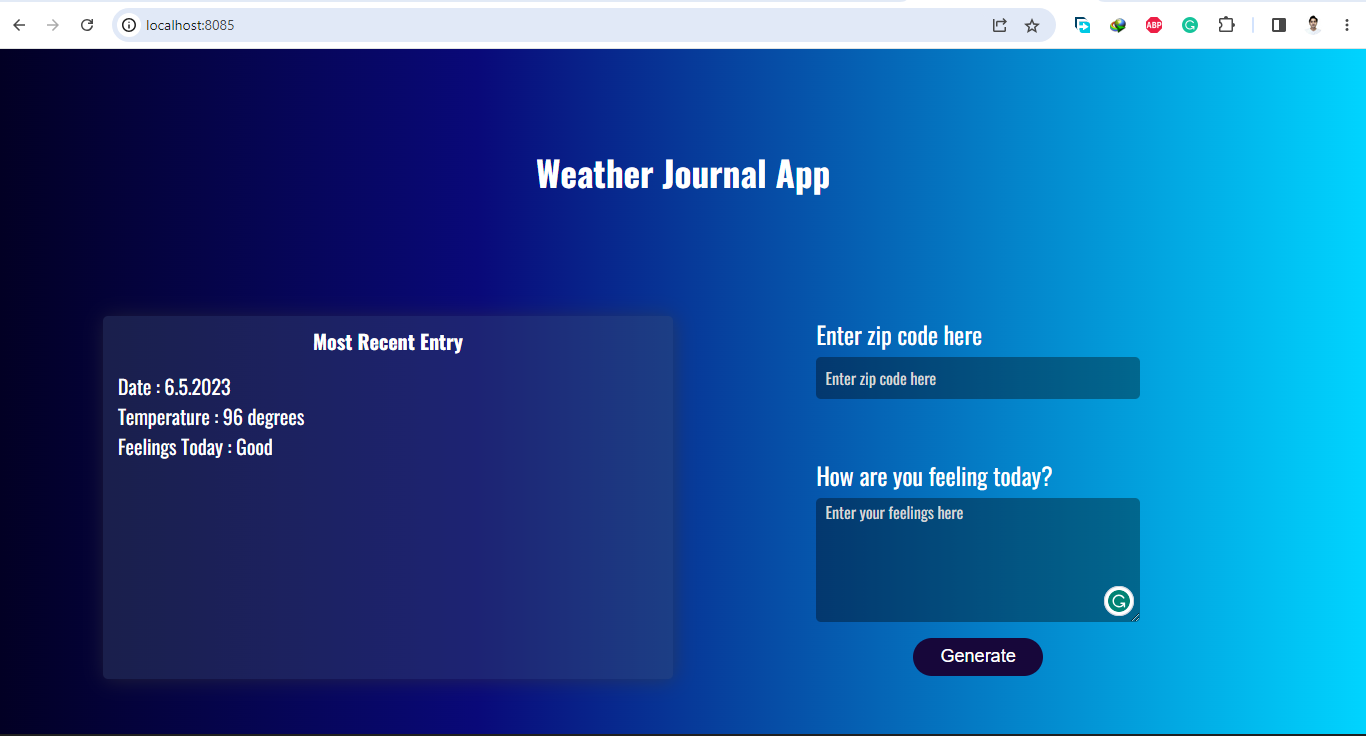 localhost:8085
ABP
Weather Journal App
Most Recent Entry
Date : 6.5.2023
Temperature : 96 degrees
Feelings Today : Good
Enter zip code here
Enter zip code here
How are you feeling today?
Enter your feelings here
Generate